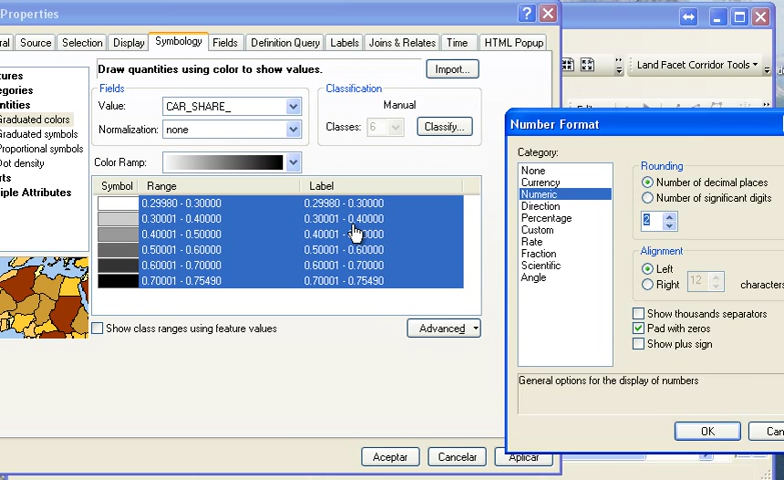 Properties
Source Selection Display Symbology Fields Definition Query Labels Joins & Relates Time HTML Popup
Draw quantities using color to show values.
Import...
Graduated colors
Graduated symbols
Proportional symbols
Dot density
Multiple Attributes
Fields
Value: CAR_SHARE_
Normalization: none
Classification
Manual
Classes: 6
Classify...
Color Ramp:
Symbol Range Label
0.29980 - 0.30000 0.29980 - 0.30000
0.30001 - 0.40000 0.30001 - 0.40000
0.40001 - 0.50000 0.40001
0.50001 - 0.60000 0.50001 - 0.60000
0.60001 - 0.70000 0.60001 - 0.70000
0.70001 - 0.75490 0.70001 - 0.75490
Show class ranges using feature values
Advanced
Aceptar Cancelar Aplicar
Land Facet Corridor Tools
Number Format
Category:
None
Currency
Numeric
Direction
Percentage
Custom
Rate
Fraction
Scientific
Angle
Rounding
Number of decimal places
Number of significant digits
2
Alignment
Left
Right 12 characters
Show thousands separators
Pad with zeros
Show plus sign
General options for the display of numbers
OK Can